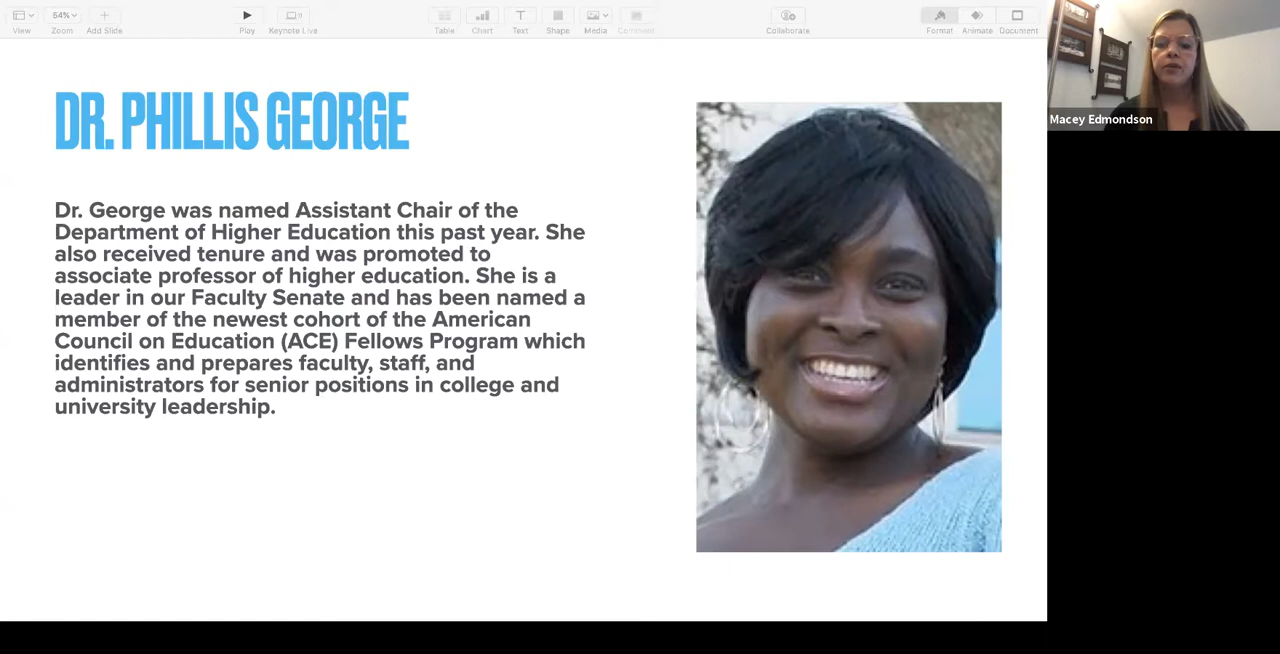 View
54%
Zoom
Add Slide
Play
Keynote Live
Table
Chart
Text
Shape
Media
Comment
Collaborate
Format
Animate
Document
Macey Edmondson
DR. PHILLIS GEORGE
Dr. George was named Assistant Chair of the
Department of Higher Education this past year. She
also received tenure and was promoted to
associate professor of higher education. She is a
leader in our Faculty Senate and has been named a
member of the newest cohort of the American
Council on Education (ACE) Fellows Program which
identifies and prepares faculty, staff, and
administrators for senior positions in college and
university leadership.